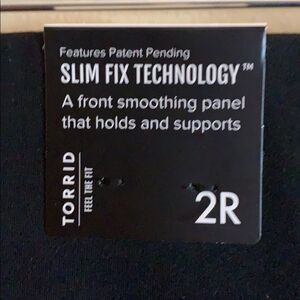 Features Patent Pending
SLIM FIX TECHNOLOGY™
A front smoothing panel
that holds and supports
TORRID
FEEL THE FIT
2R